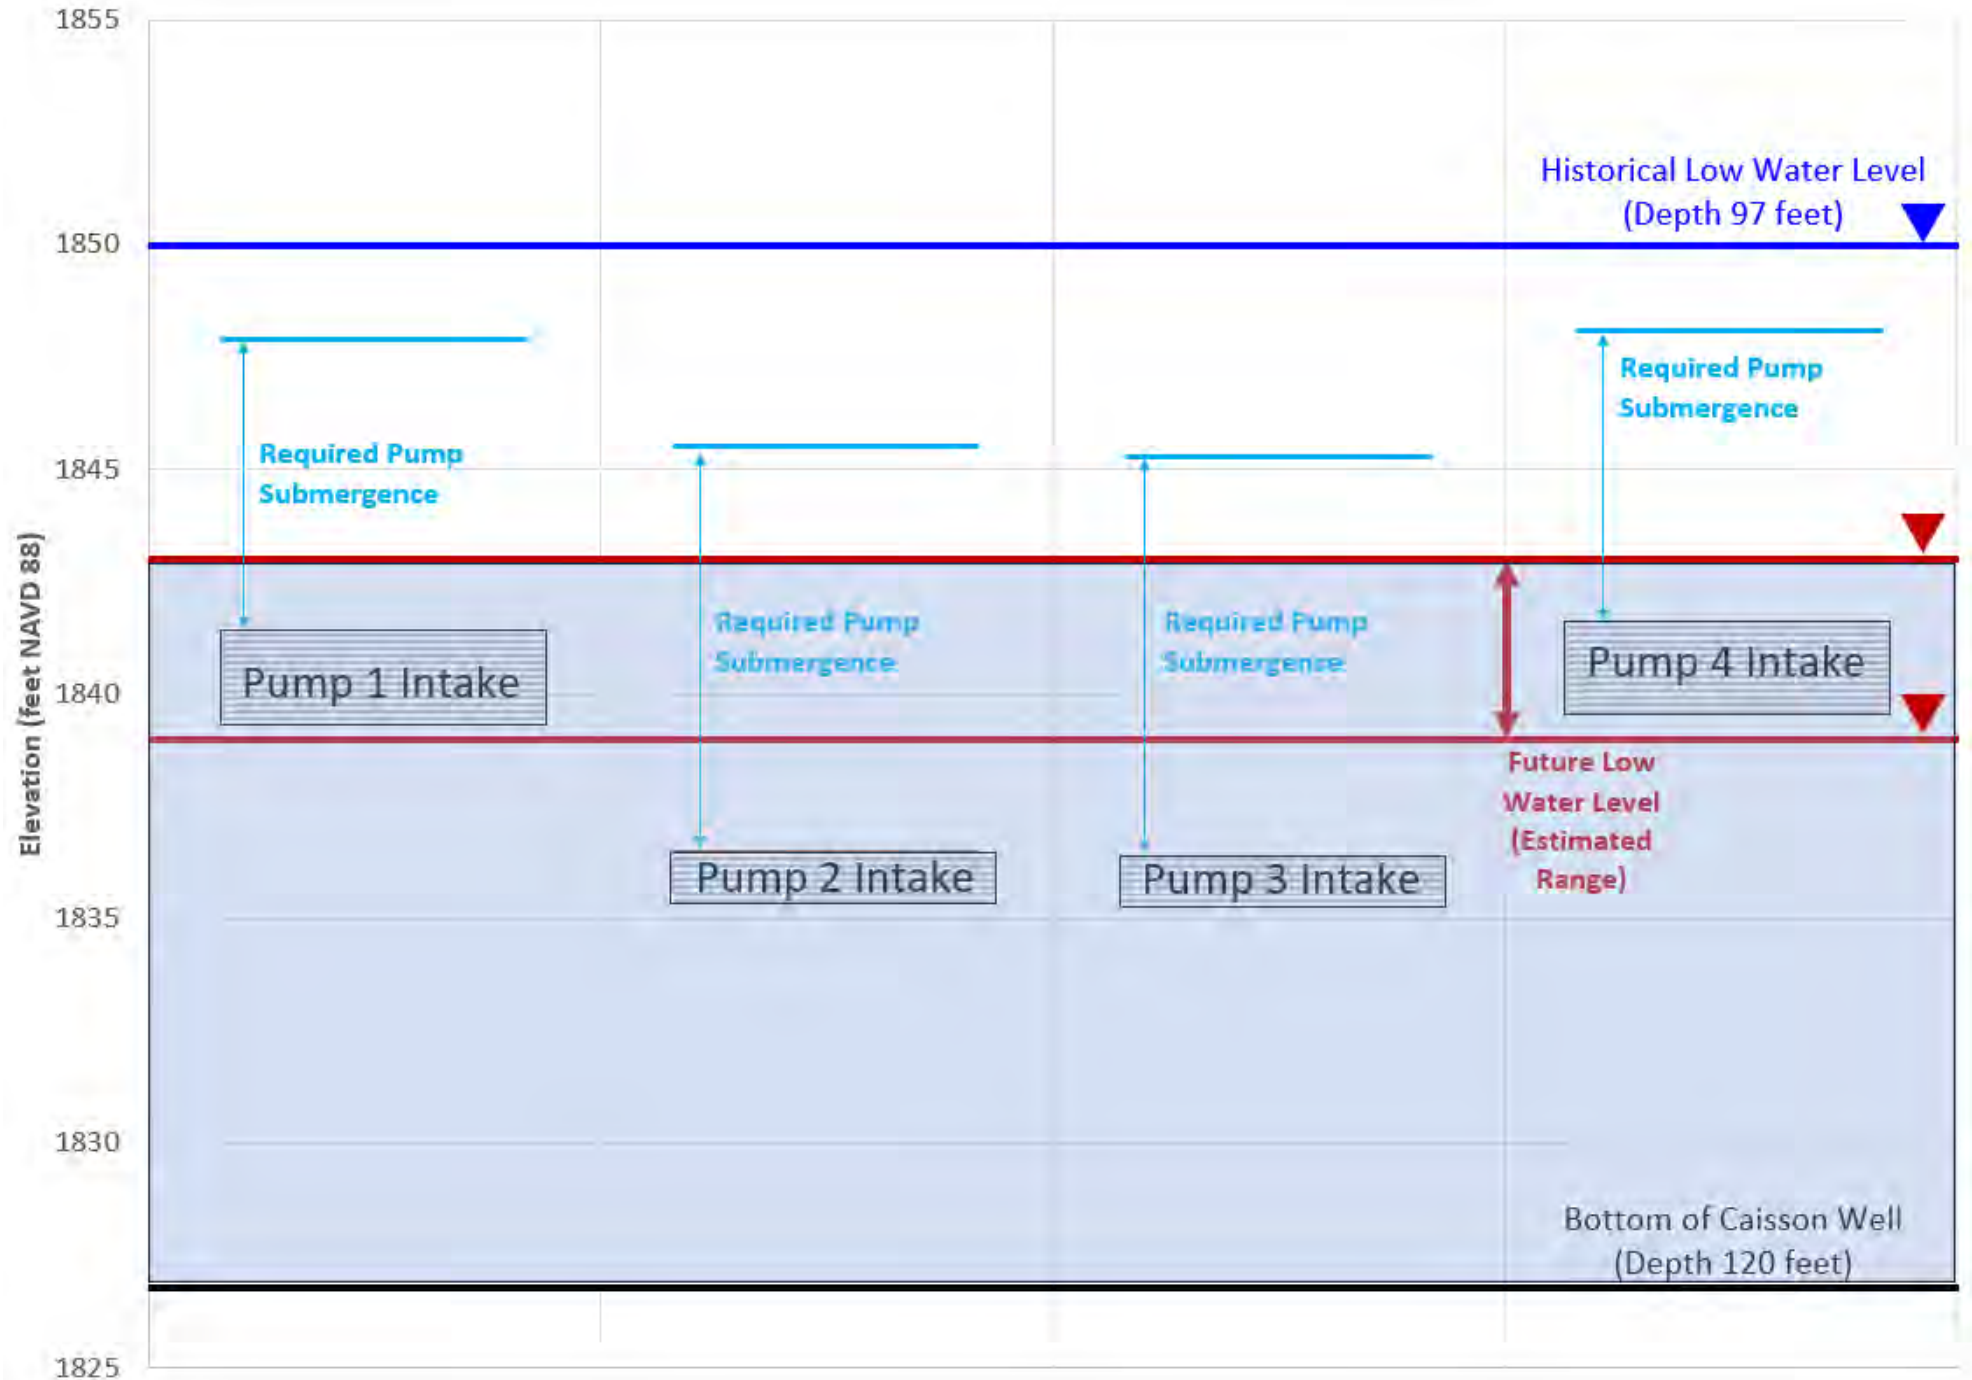 1855
Historical Low Water Level
(Depth 97 feet)
1850
Required Pump
Submergence
Required Pump
Submergence
1845
Elevation (feet NAVD 88)
Required Pump
Submergence
Required Pump
Submergence
Pump 1 Intake
Pump 4 Intake
1840
Future Low
Water Level
(Estimated
Range)
Pump 2 Intake
Pump 3 Intake
1835
1830
Bottom of Caisson Well
(Depth 120 feet)
1825